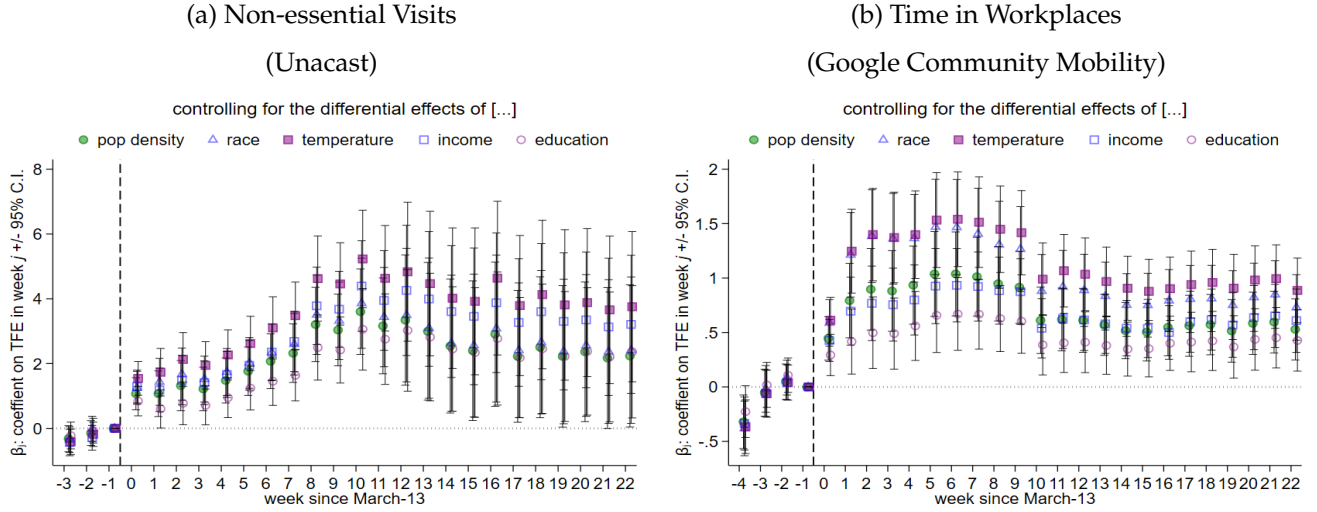 (a) Non-essential Visits
(Unacast)
controlling for the differential effects of [...]
pop density race temperature income education
βj: coeffient on TFE in week j +/- 95% C.I.
8
6
4
2
0
-3 -2 -1 0 1 2 3 4 5 6 7 8 9 10 11 12 13 14 15 16 17 18 19 20 21 22
week since March-13
(b) Time in Workplaces
(Google Community Mobility)
controlling for the differential effects of [...]
pop density race temperature income education
βj: coeffient on TFE in week j +/- 95% C.I.
2
1.5
1
.5
0
-.5
-4 -3 -2 -1 0 1 2 3 4 5 6 7 8 9 10 11 12 13 14 15 16 17 18 19 20 21 22
week since March-13